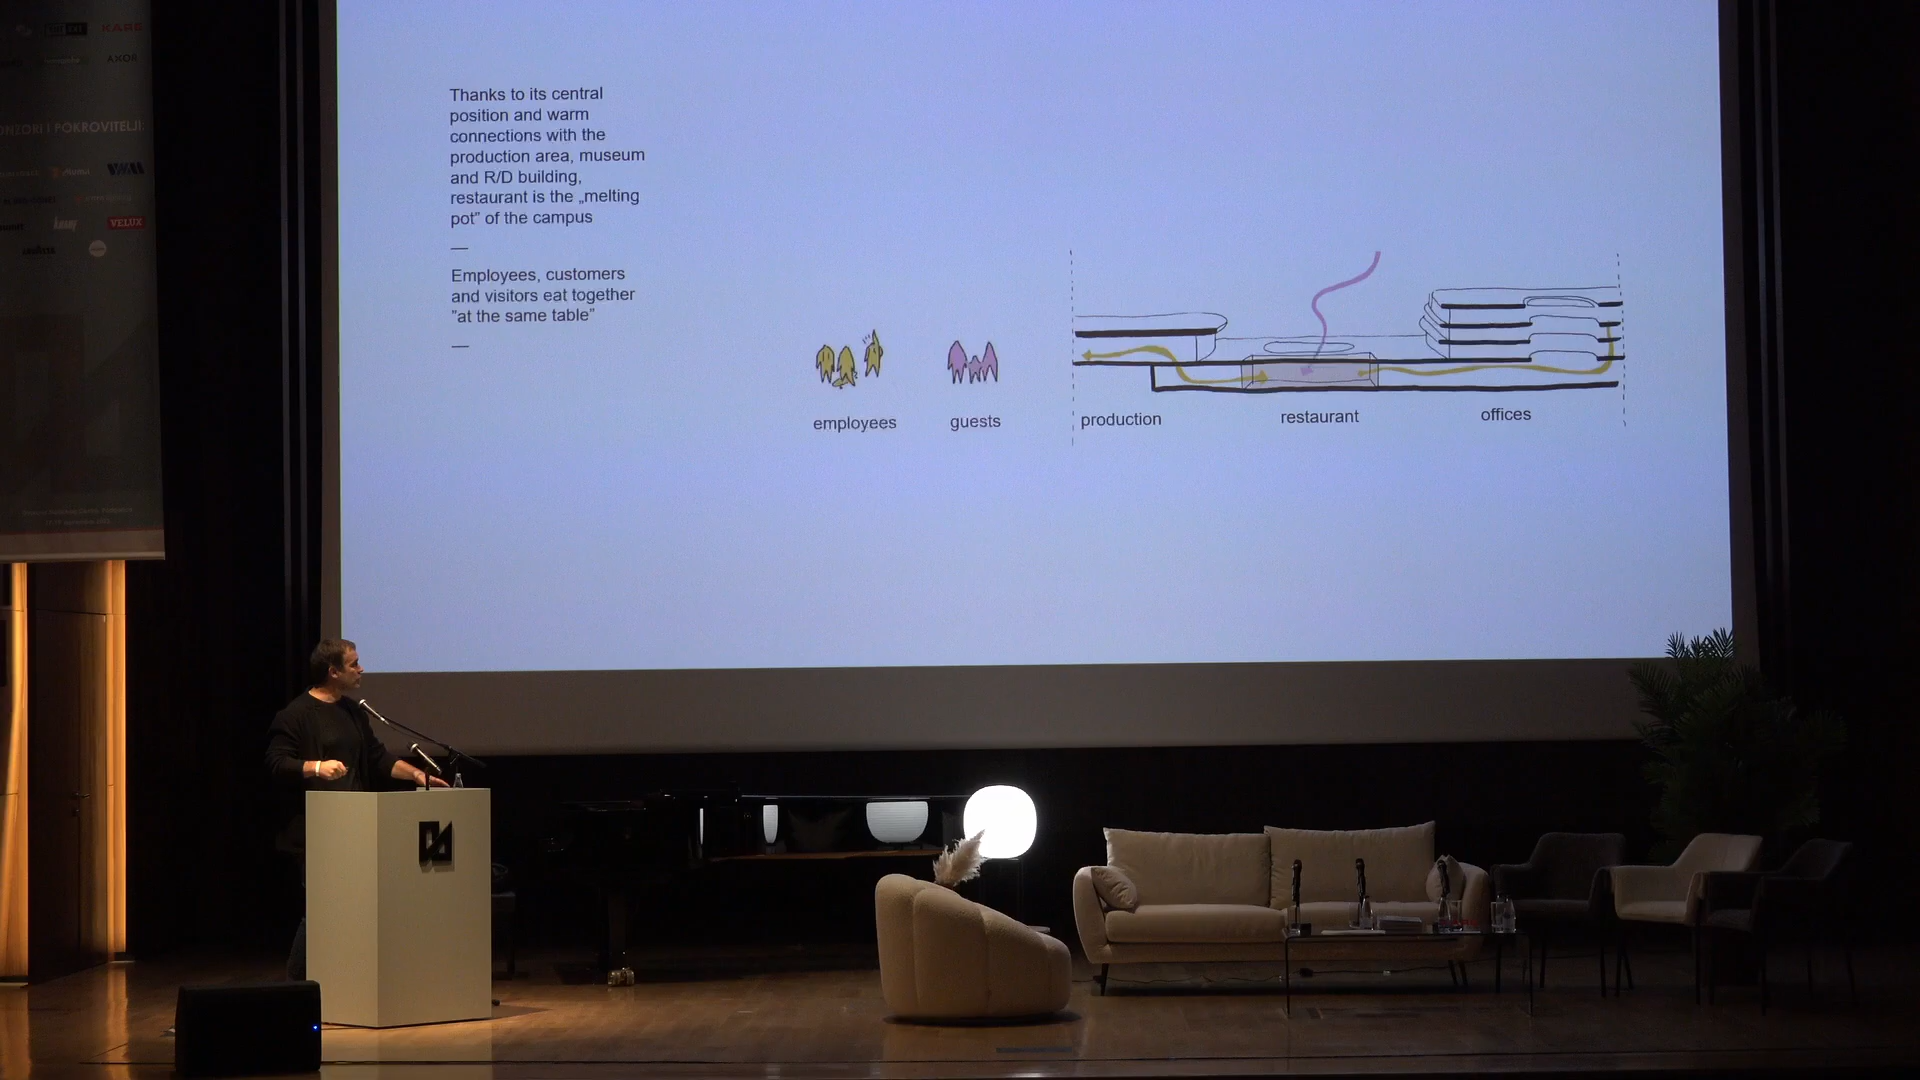 KARE
AXOR
ONZORI I POKROVITELJI:
VELUX
Thanks to its central
position and warm
connections with the
production area, museum
and R/D building,
restaurant is the „melting
pot” of the campus
—
Employees, customers
and visitors eat together
”at the same table”
—
employees
guests
production
restaurant
offices